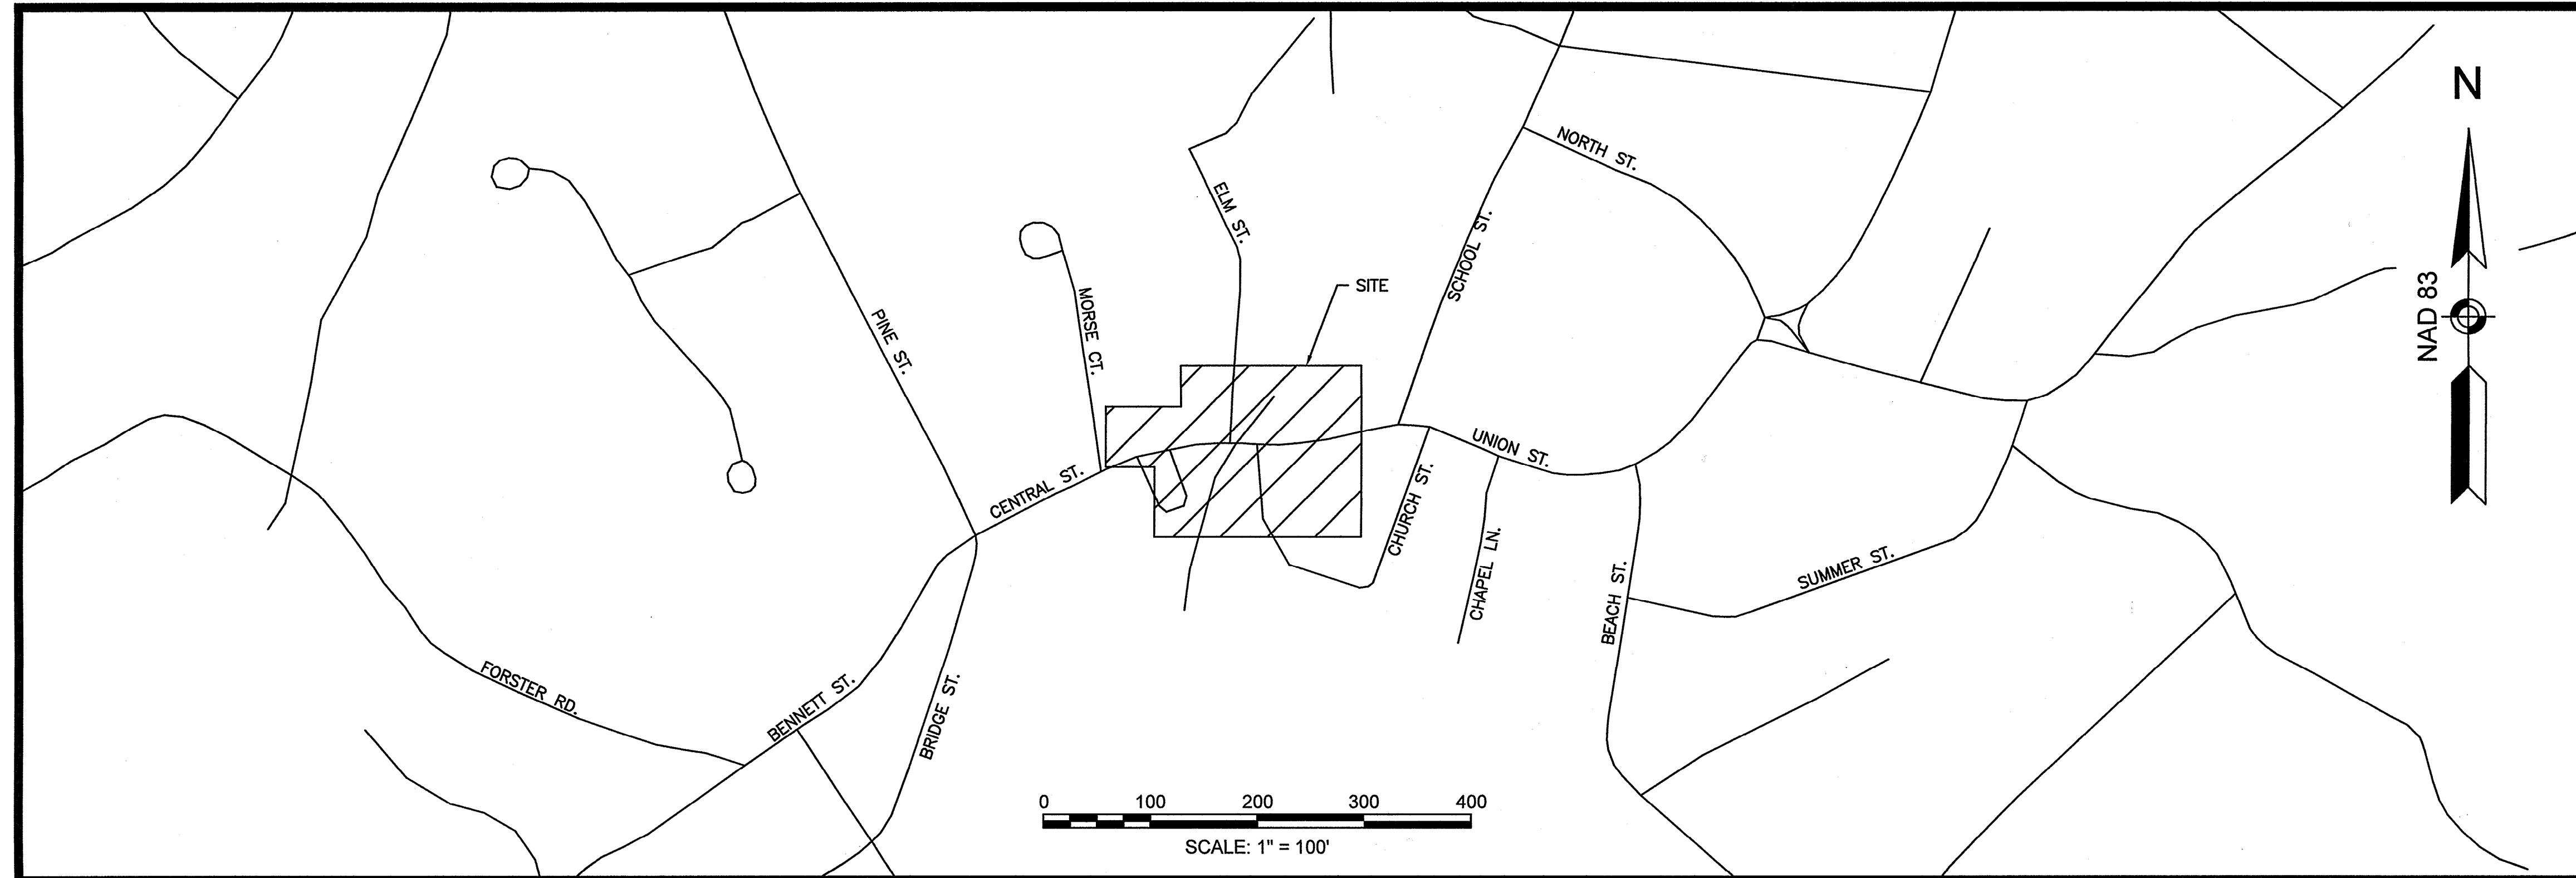 N
NORTH ST.
ELM ST.
SCHOOL ST.
SITE
NAD 83
MORSE CT.
PINE ST.
UNION ST.
CENTRAL ST.
CHURCH ST.
CHAPEL LN.
BEACH ST.
SUMMER ST.
FORSTER RD.
BENNETT ST.
BRIDGE ST.
0 100 200 300 400
SCALE: 1" = 100'